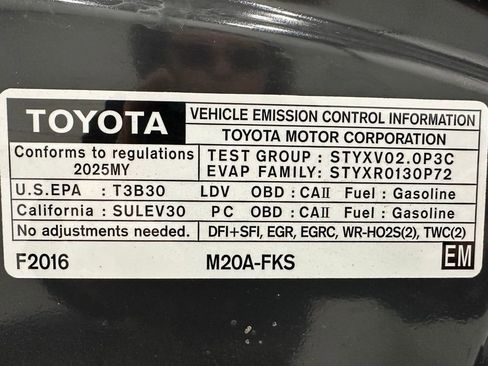 TOYOTA
VEHICLE EMISSION CONTROL INFORMATION
TOYOTA MOTOR CORPORATION
Conforms to regulations
2025MY
TEST GROUP : STYXV02.0P3C
EVAP FAMILY: STYXR0130P72
U.S.EPA : T3B30 LDV OBD : CAII Fuel : Gasoline
California : SULEV30 PC OBD : CAII Fuel : Gasoline
No adjustments needed. DFI+SFI, EGR, EGRC, WR-HO2S(2), TWC(2)
F2016 M20A-FKS EM